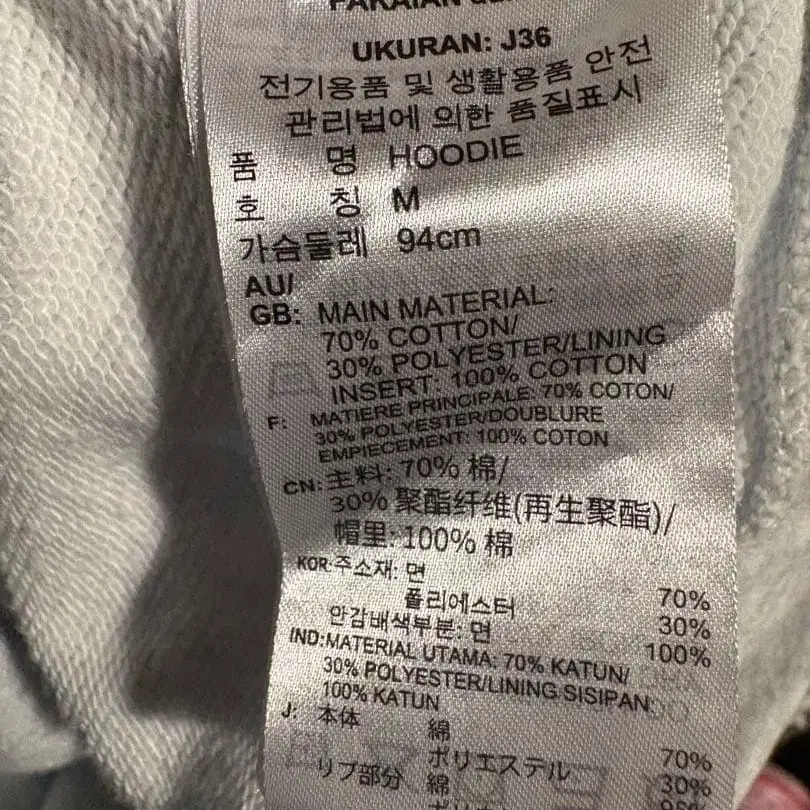 PAKAIAN
UKURAN: J36
전기용품 및 생활용품 안전
관리법에 의한 품질표시
품 명 HOODIE
호 칭 M
가슴둘레 94cm
AU/
GB: MAIN MATERIAL:
70% COTTON/
30% POLYESTER/LINING
INSERT: 100% COTTON
F: MATIERE PRINCIPALE: 70% COTON/
30% POLYESTER/DOUBLURE
EMPIECEMENT: 100% COTON
CN: 主料: 70% 棉/
30% 聚酯纤维(再生聚酯)/
帽里: 100% 棉
KOR: 주소재: 면 70%
폴리에스터 30%
안감배색부분: 면 100%
IND: MATERIAL UTAMA: 70% KATUN/
30% POLYESTER/LINING SISIPAN:
100% KATUN
J: 本体 綿 70%
ポリエステル 30%
リブ部分 綿